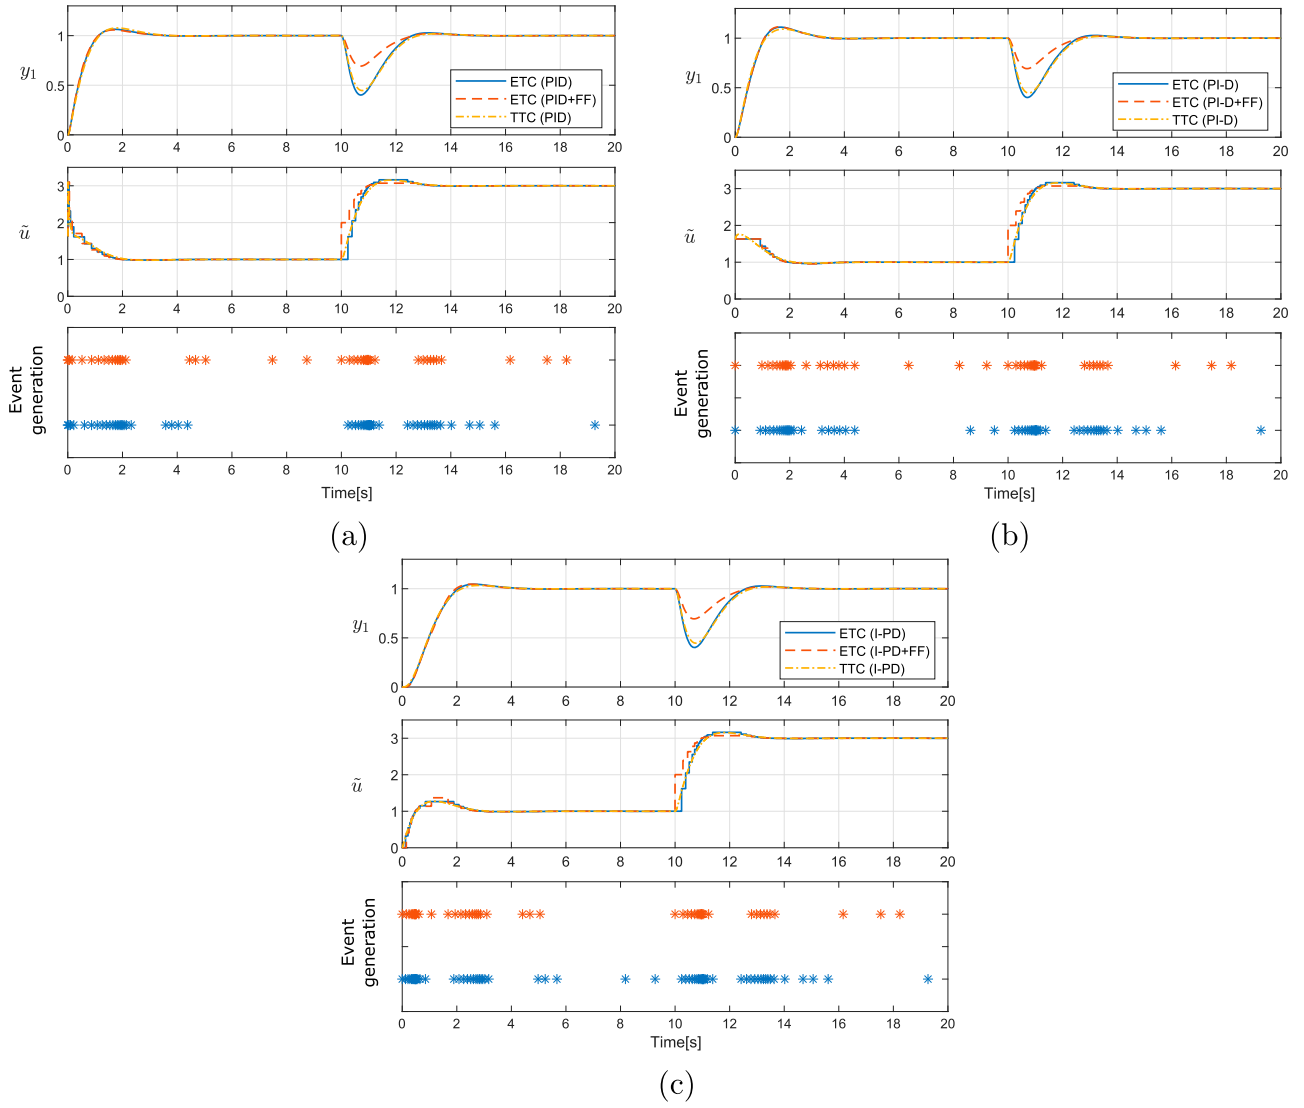 1
y₁
0.5
0
ETC (PID)
ETC (PID+FF)
TTC (PID)
0 2 4 6 8 10 12 14 16 18 20
3
2
ũ
1
0
0 2 4 6 8 10 12 14 16 18 20
Event
generation
0 2 4 6 8 10 12 14 16 18 20
Time[s]
(a)
1
y₁
0.5
0
ETC (PI-D)
ETC (PI-D+FF)
TTC (PI-D)
0 2 4 6 8 10 12 14 16 18 20
3
2
ũ
1
0
0 2 4 6 8 10 12 14 16 18 20
Event
generation
0 2 4 6 8 10 12 14 16 18 20
Time[s]
(b)
1
y₁
0.5
0
ETC (I-PD)
ETC (I-PD+FF)
TTC (I-PD)
0 2 4 6 8 10 12 14 16 18 20
3
2
ũ
1
0
0 2 4 6 8 10 12 14 16 18 20
Event
generation
0 2 4 6 8 10 12 14 16 18 20
Time[s]
(c)